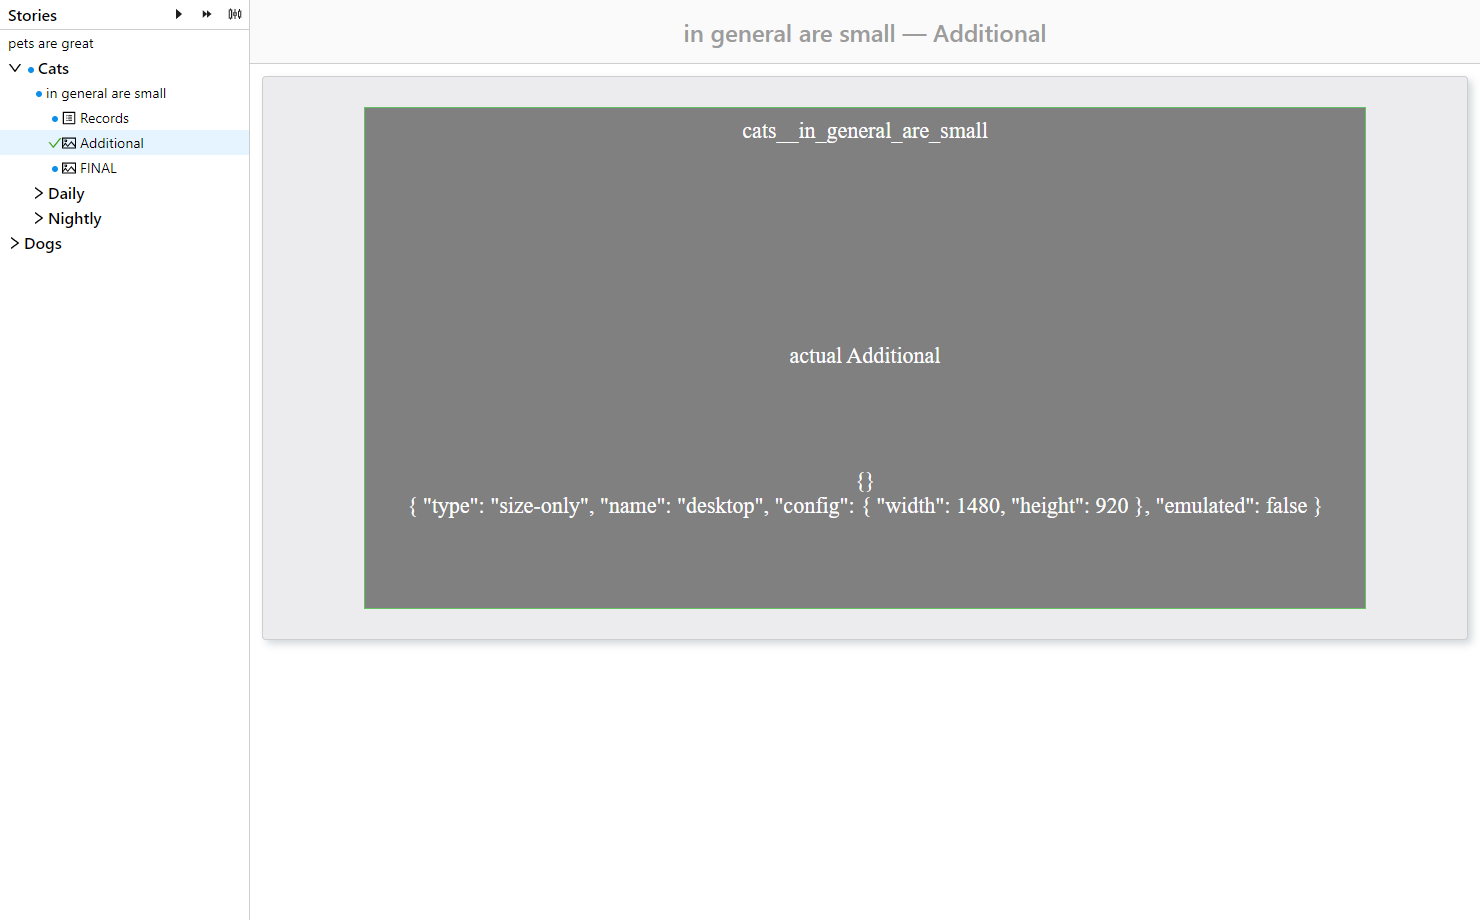 Stories
pets are great
Cats
in general are small
Records
Additional
FINAL
Daily
Nightly
Dogs
in general are small — Additional
cats__in_general_are_small
actual Additional
{}
{ "type": "size-only", "name": "desktop", "config": { "width": 1480, "height": 920 }, "emulated": false }